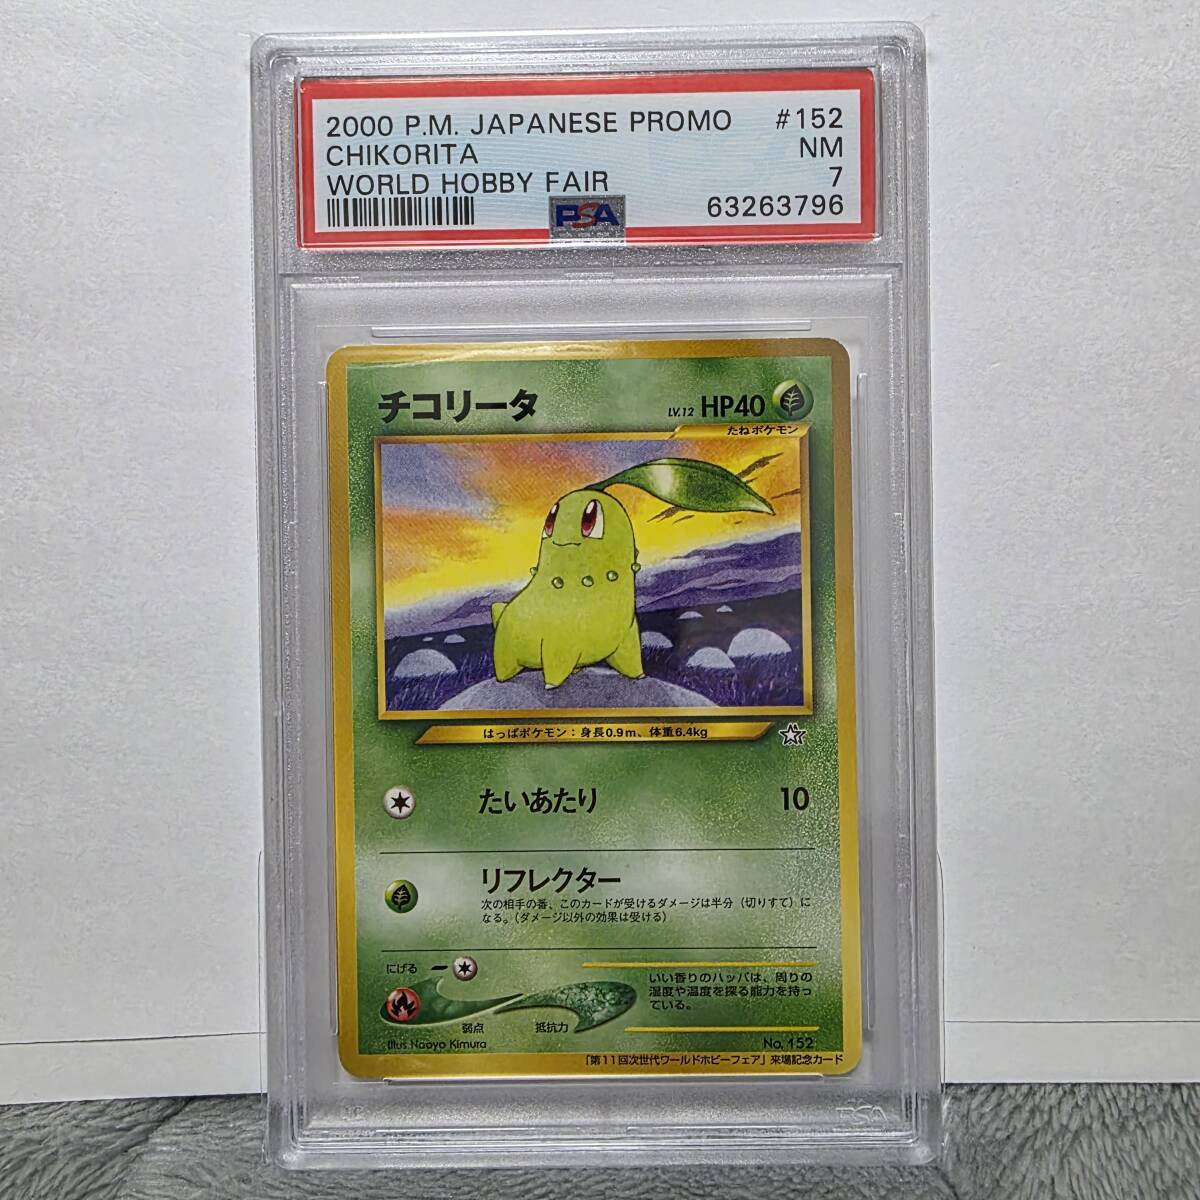 2000 P.M. JAPANESE PROMO #152
CHIKORITA NM
WORLD HOBBY FAIR 7
PSA 63263796
チコリータ LV.12 HP40
たねポケモン
はっぱポケモン：身長0.9m、体重6.4kg
たいあたり 10
リフレクター
次の相手の番、このカードが受けるダメージは半分（切りすて）に
なる。（ダメージ以外の効果は受ける）
にげる
弱点 抵抗力
いい香りのハッパは、周りの
湿度や温度を探る能力を持っ
ている。
Illus. Naoyo Kimura No. 152
「第11回次世代ワールドホビーフェア」来場記念カード
PSA